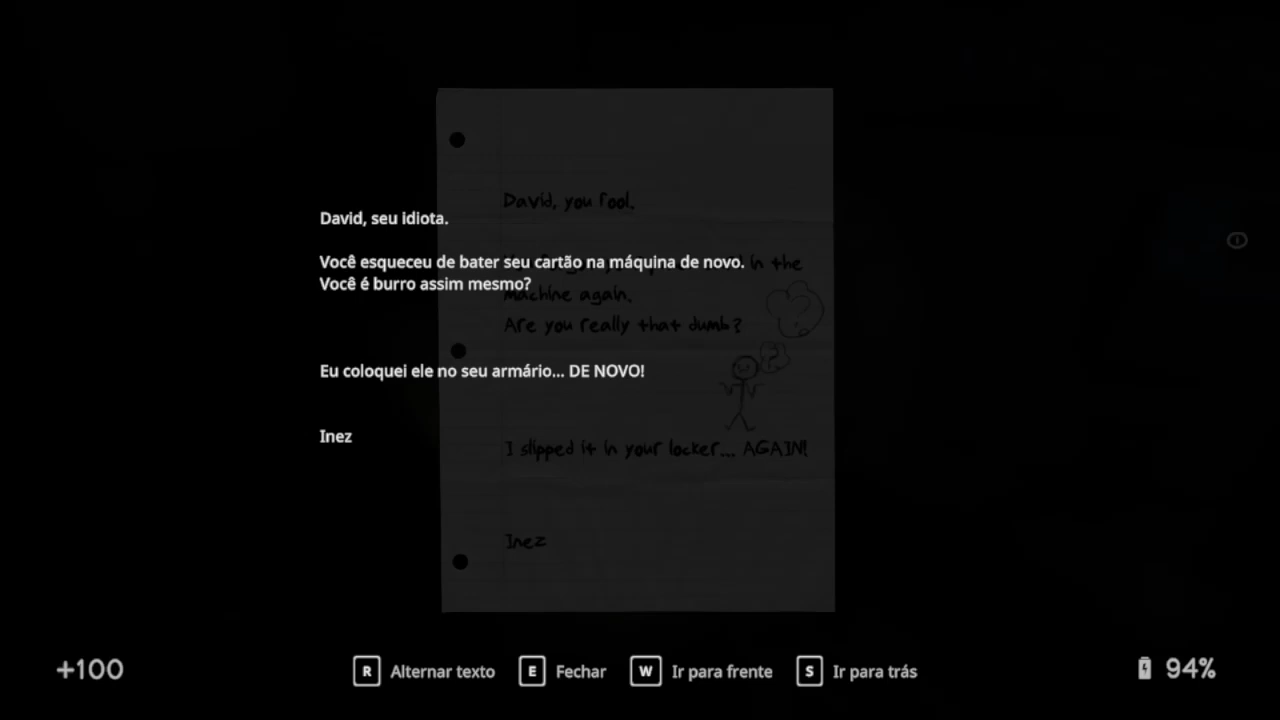 David, you fool.
David, seu idiota.
Você esqueceu de bater seu cartão na máquina de novo.
in the
Você é burro assim mesmo?
machine again.
Are you really that dumb?
?
Eu coloquei ele no seu armário... DE NOVO!
Inez
I slipped it in your locker... AGAIN!
Inez
+100
R Alternar texto E Fechar W Ir para frente S Ir para trás
94%